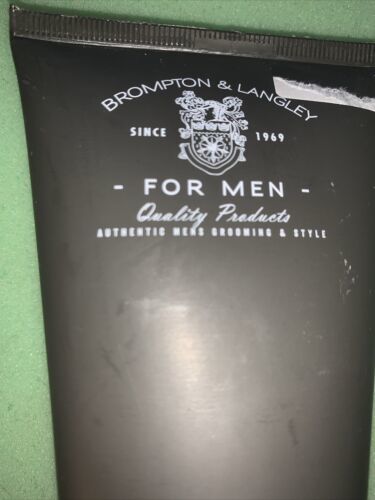 BROMPTON & LANGLEY
SINCE 1969
- FOR MEN -
Quality Products
AUTHENTIC MENS GROOMING & STYLE